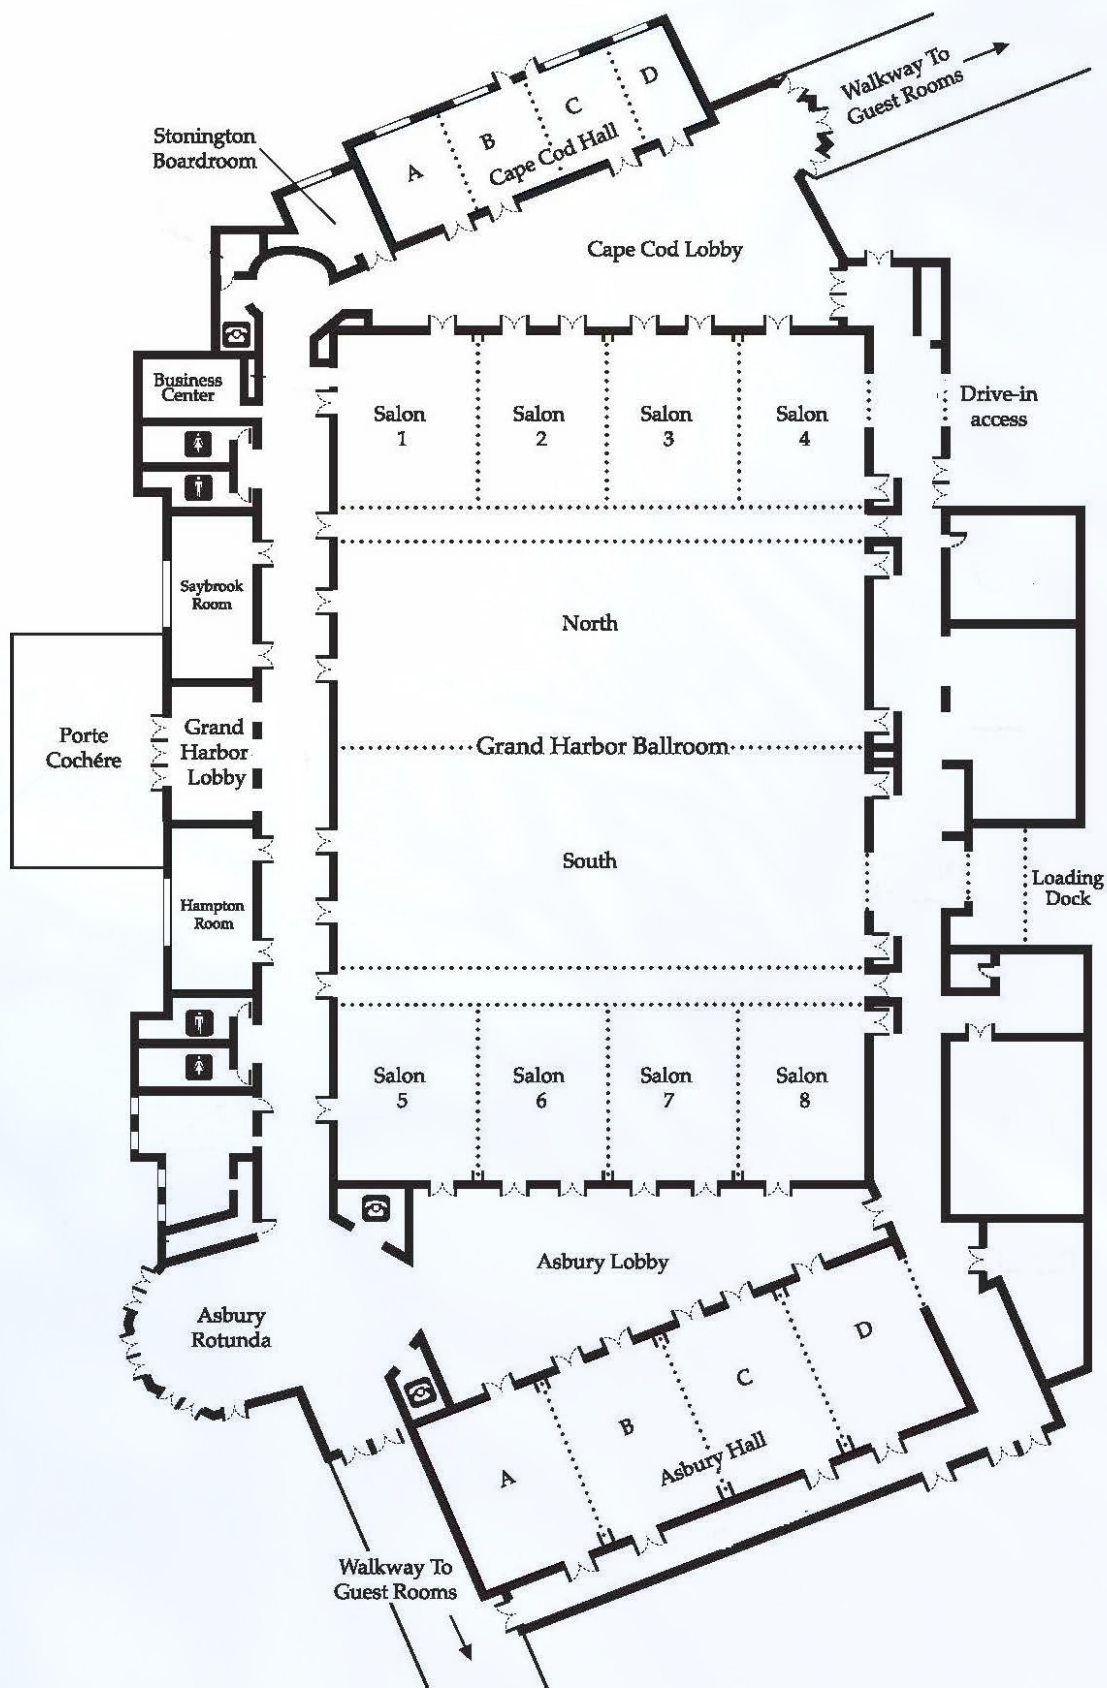 Walkway To
Guest Rooms
D
C
B
A
Cape Cod Hall
Stonington
Boardroom
Cape Cod Lobby
Business
Center
Salon
1
Salon
2
Salon
3
Salon
4
Drive-in
access
Saybrook
Room
North
Porte
Cochére
Grand
Harbor
Lobby
Grand Harbor Ballroom
South
Hampton
Room
Loading
Dock
Salon
5
Salon
6
Salon
7
Salon
8
Asbury Lobby
Asbury
Rotunda
D
C
B
A
Asbury Hall
Walkway To
Guest Rooms